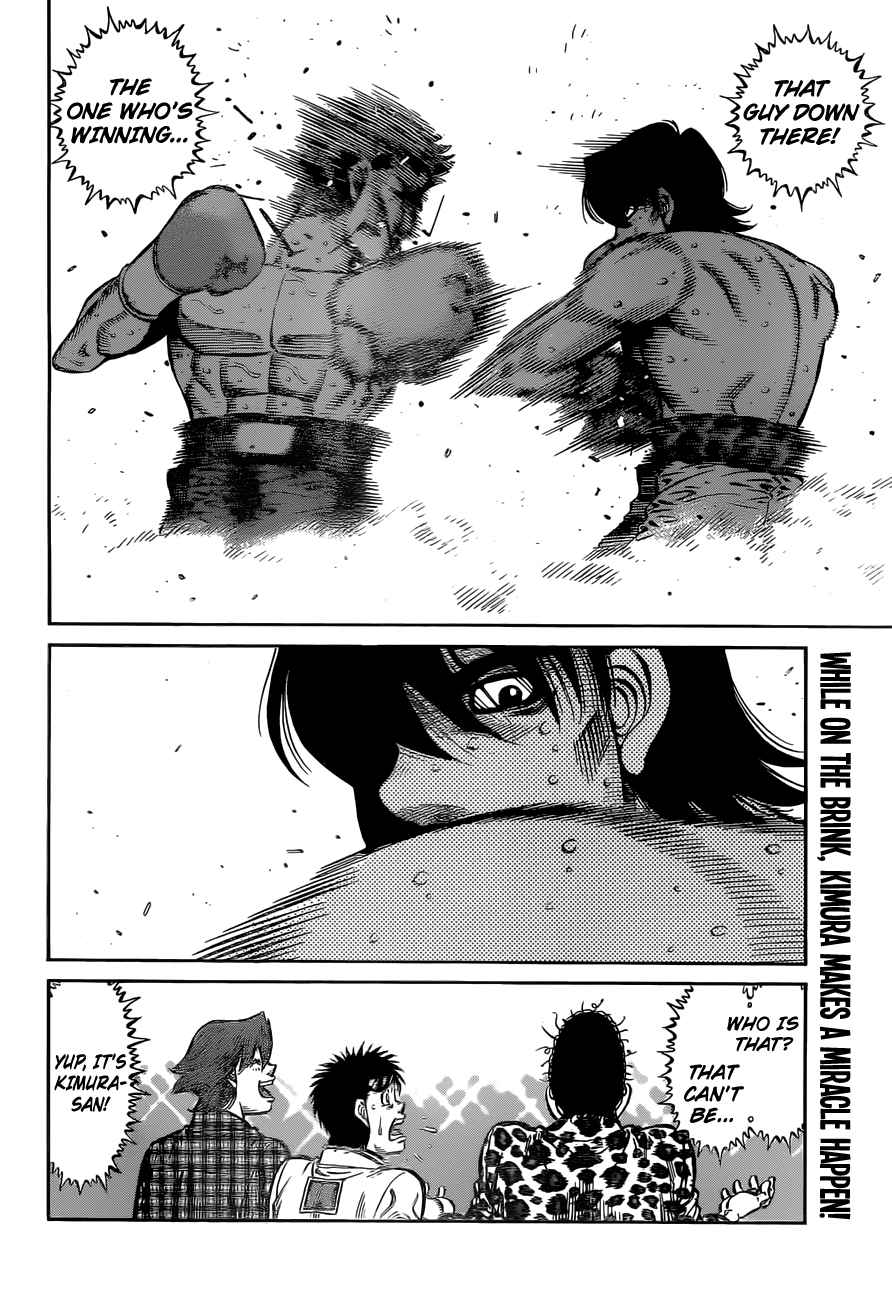 THAT
GUY DOWN
THERE!
THE
ONE WHO'S
WINNING...
WHO IS
THAT?
THAT
CAN'T
BE...
YUP, IT'S
KIMURA-
SAN!
WHILE ON THE BRINK, KIMURA MAKES A MIRACLE HAPPEN!